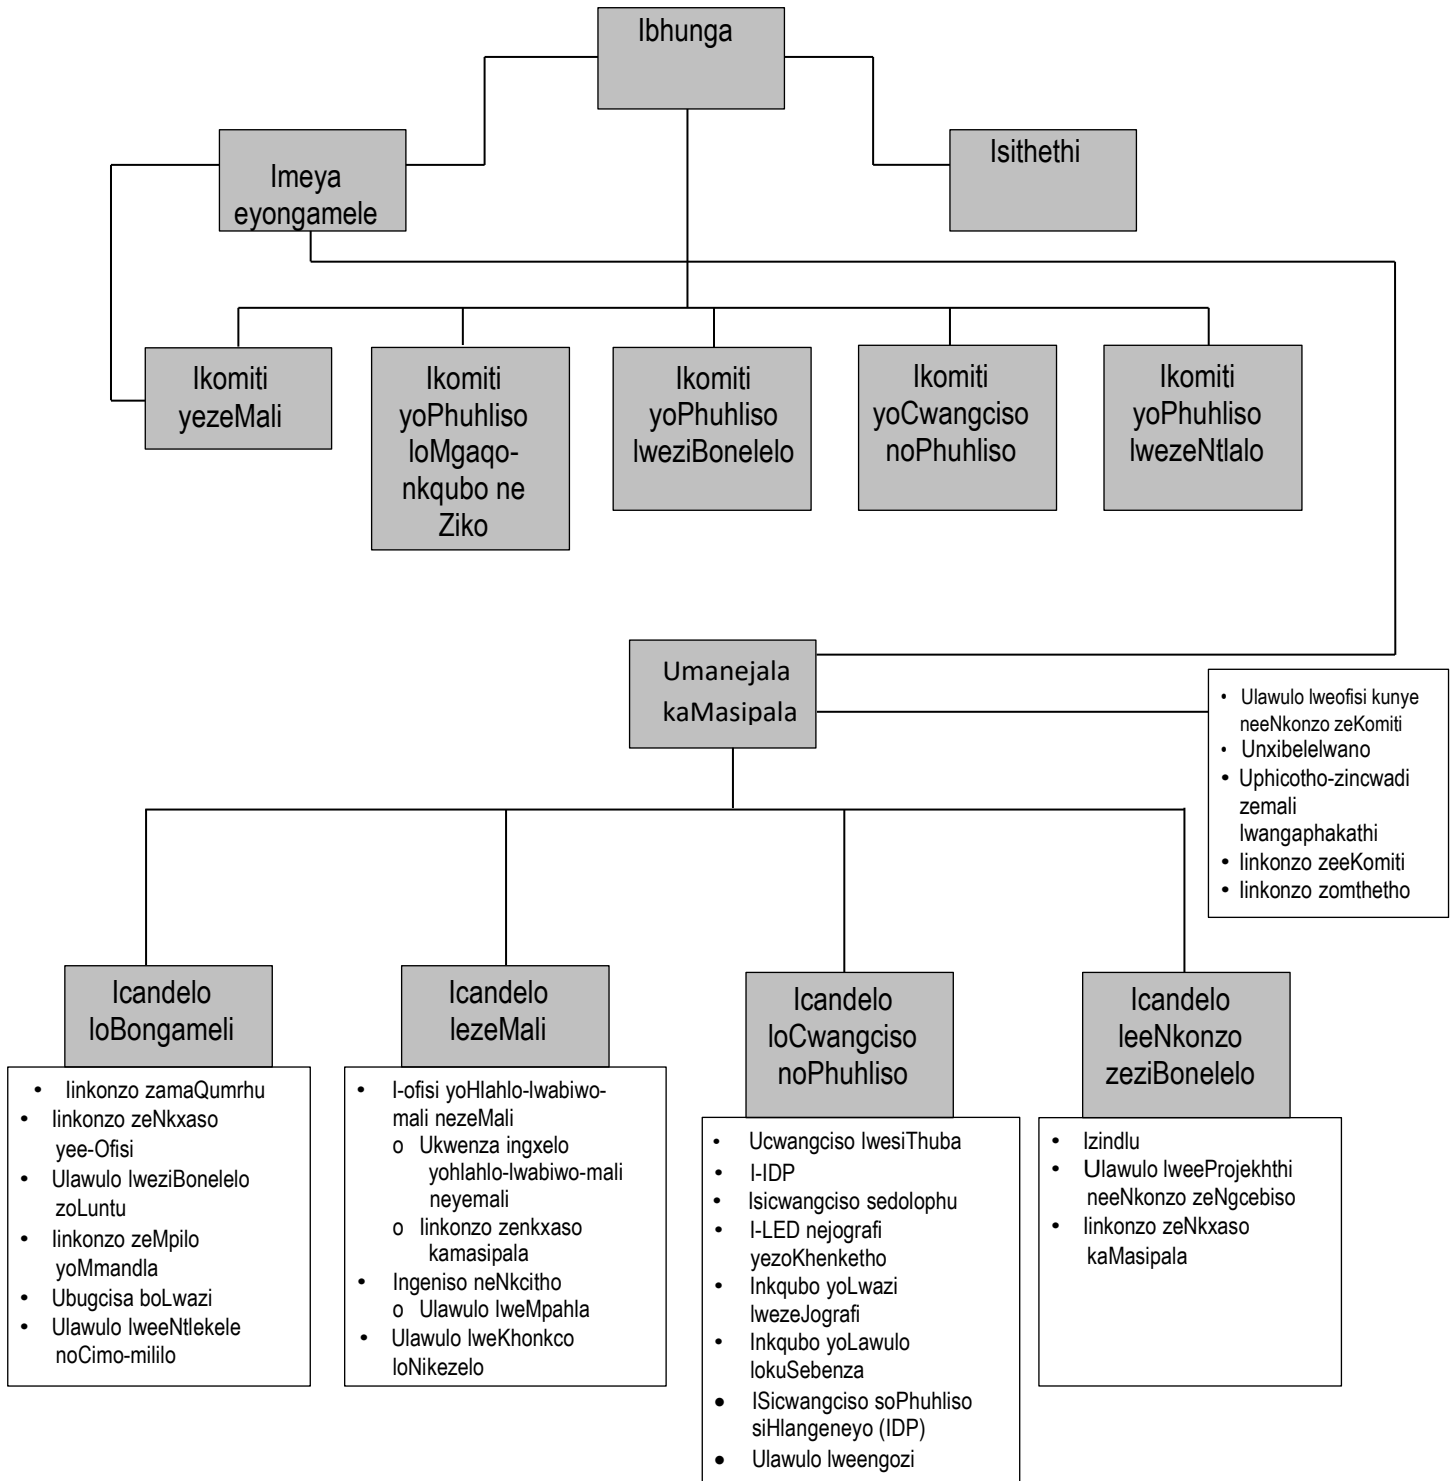 Ibhunga
Imeya
eyongamele
Isithethi
Ikomiti
yezeMali
Ikomiti
yoPhuhliso
loMgaqo-
nkqubo ne
Ziko
Ikomiti
yoPhuhliso
lweziBonelelo
Ikomiti
yoCwangciso
noPhuhliso
Ikomiti
yoPhuhliso
lwezeNtlalo
Umanejala
kaMasipala
• Ulawulo lweofisi kunye
neeNkonzo zeKomiti
• Unxibelelwano
• Uphicotho-zincwadi
zemali
lwangaphakathi
• Iinkonzo zeeKomiti
• Iinkonzo zomthetho
Icandelo
loBongameli
• Iinkonzo zamaQumrhu
• Iinkonzo zeNkxaso
yee-Ofisi
• Ulawulo lweziBonelelo
zoLuntu
• Iinkonzo zeMpilo
yoMmandla
• Ubugcisa boLwazi
• Ulawulo lweeNtlekele
noCimo-mililo
Icandelo
lezeMali
• I-ofisi yoHlahlo-lwabiwo-
mali nezeMali
o Ukwenza ingxelo
yohlahlo-lwabiwo-mali
neyemali
o Iinkonzo zenkxaso
kamasipala
• Ingeniso neNkcitho
o Ulawulo lweMpahla
• Ulawulo lweKhonkco
loNikezelo
Icandelo
loCwangciso
noPhuhliso
• Ucwangciso lwesiThuba
• I-IDP
• Isicwangciso sedolophu
• I-LED nejografi
yezoKhenketho
• Inkqubo yoLwazi
lwezeJografi
• Inkqubo yoLawulo
lokuSebenza
• ISicwangciso soPhuhliso
siHlangeneyo (IDP)
• Ulawulo lweengozi
Icandelo
leeNkonzo
zeziBonelelo
• Izindlu
• Ulawulo lweeProjekhthi
neeNkonzo zeNgcebiso
• Iinkonzo zeNkxaso
kaMasipala